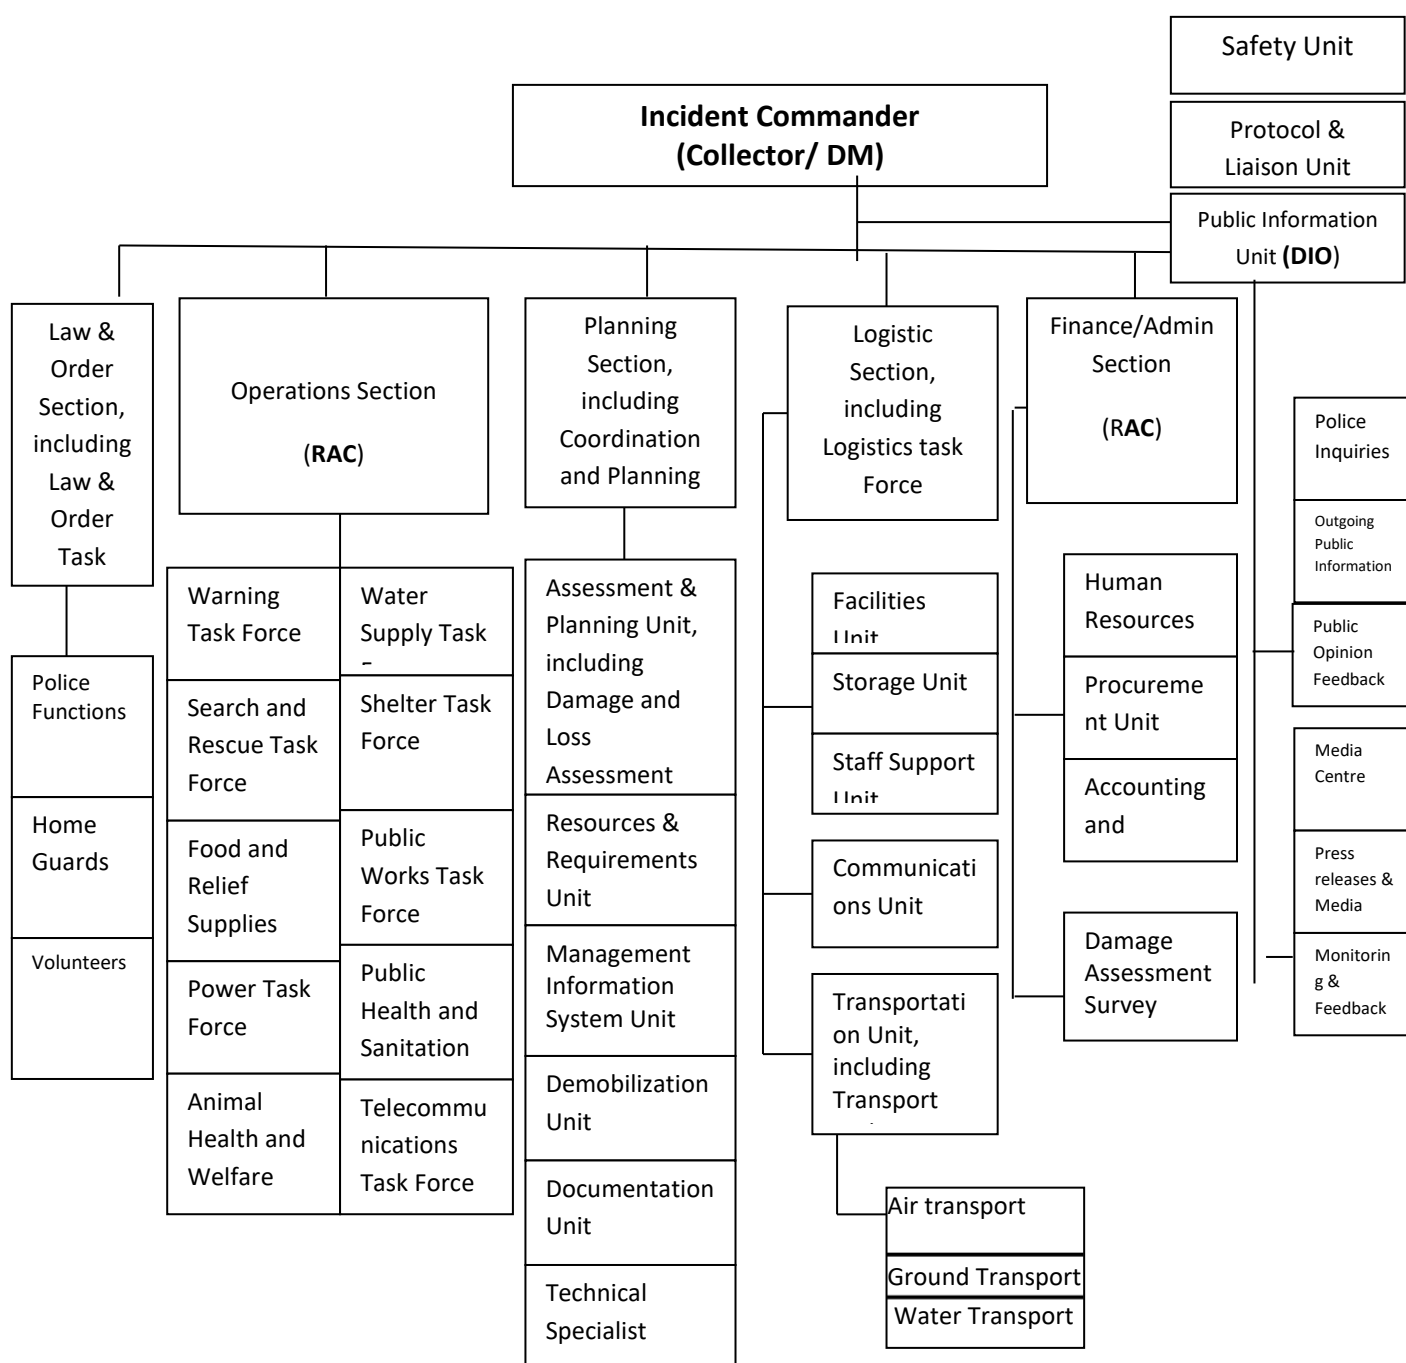 Safety Unit
Incident Commander
(Collector/ DM)
Protocol &
Liaison Unit
Public Information
Unit (DIO)
Law &
Order
Section,
including
Law &
Order
Task
Operations Section
(RAC)
Planning
Section,
including
Coordination
and Planning
Logistic
Section,
including
Logistics task
Force
Finance/Admin
Section
(RAC)
Police
Functions
Home
Guards
Volunteers
Warning
Task Force
Search and
Rescue Task
Force
Food and
Relief
Supplies
Power Task
Force
Animal
Health and
Welfare
Water
Supply Task
Shelter Task
Force
Public
Works Task
Force
Public
Health and
Sanitation
Telecommu
nications
Task Force
Assessment &
Planning Unit,
including
Damage and
Loss
Assessment
Resources &
Requirements
Unit
Management
Information
System Unit
Demobilization
Unit
Documentation
Unit
Technical
Specialist
Facilities
Unit
Storage Unit
Staff Support
Unit
Communicati
ons Unit
Transportati
on Unit,
including
Transport
Air transport
Ground Transport
Water Transport
Human
Resources
Procureme
nt Unit
Accounting
and
Damage
Assessment
Survey
Police
Inquiries
Outgoing
Public
Information
Public
Opinion
Feedback
Media
Centre
Press
releases &
Media
Monitorin
g &
Feedback